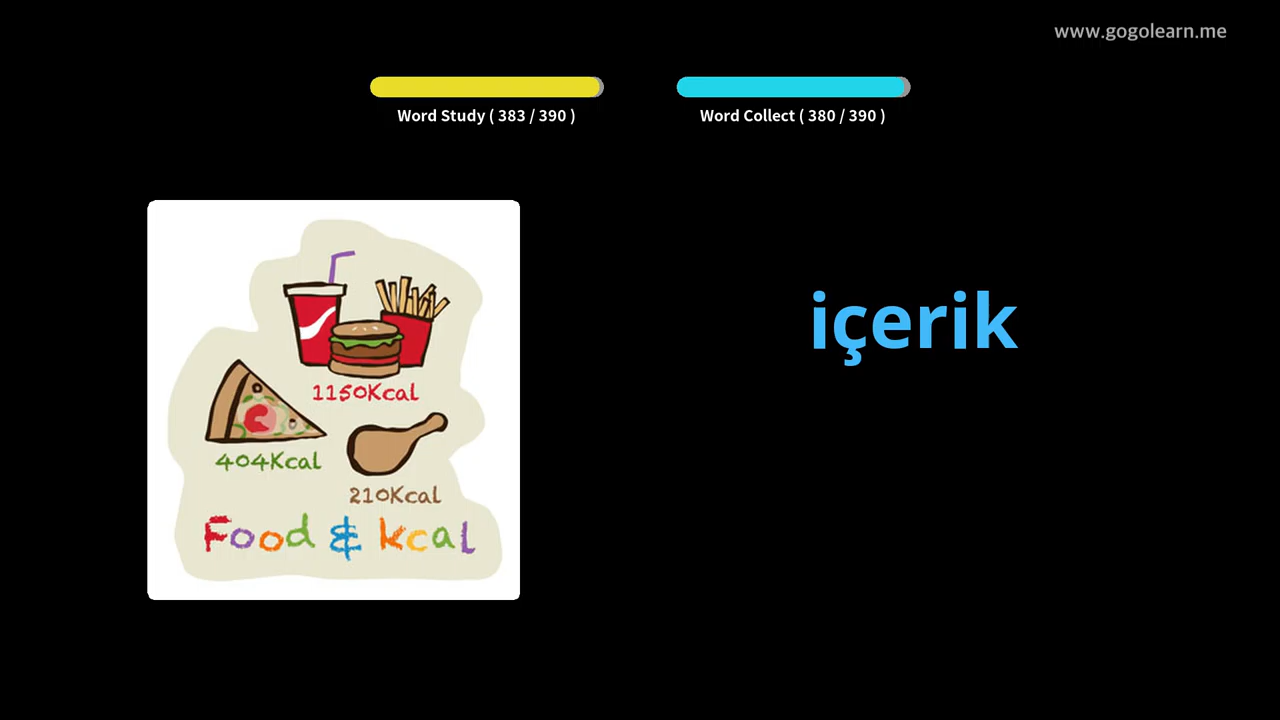 www.gogolearn.me
Word Study ( 383 / 390 )
Word Collect ( 380 / 390 )
içerik
1150Kcal
404Kcal
210Kcal
Food & kcal